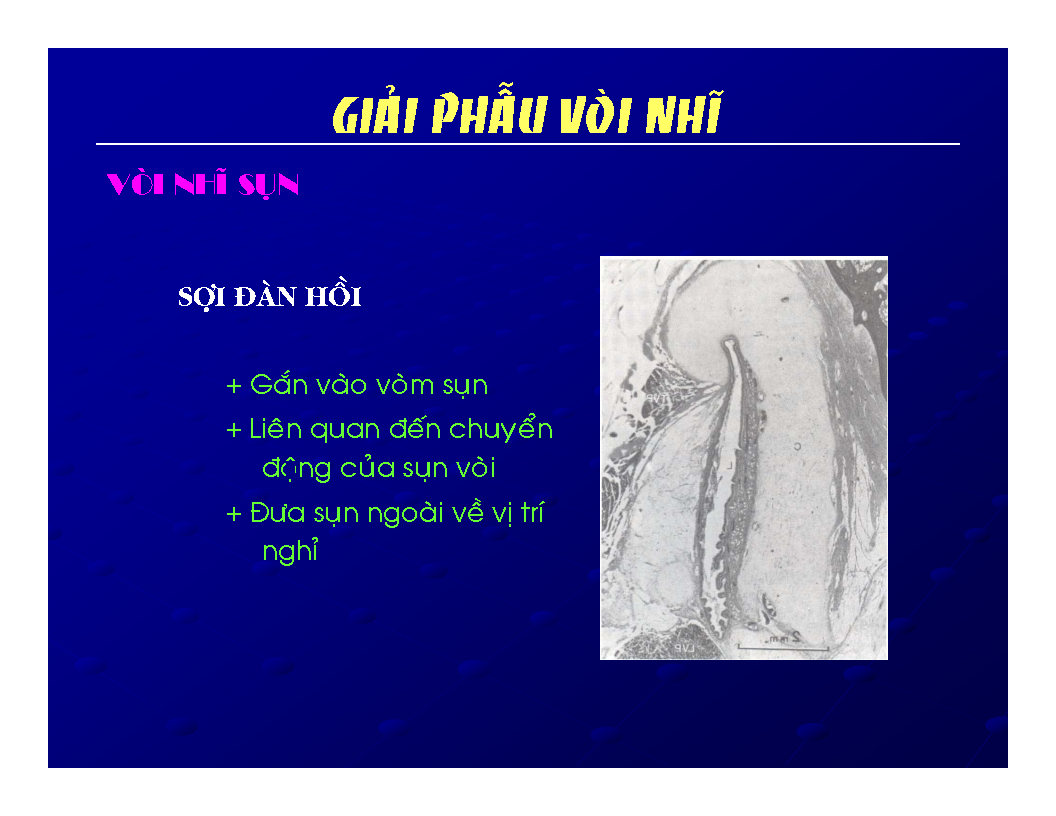 GIẢI PHẪU VÒI NHĨ
VÒI NHĨ SỤN
SỢI ĐÀN HỒI
+ Gắn vào vòm sụn
+ Liên quan đến chuyển
động của sụn vòi
+ Đưa sụn ngoài về vị trí
nghỉ
TVP
C
L
2 mm
LVP